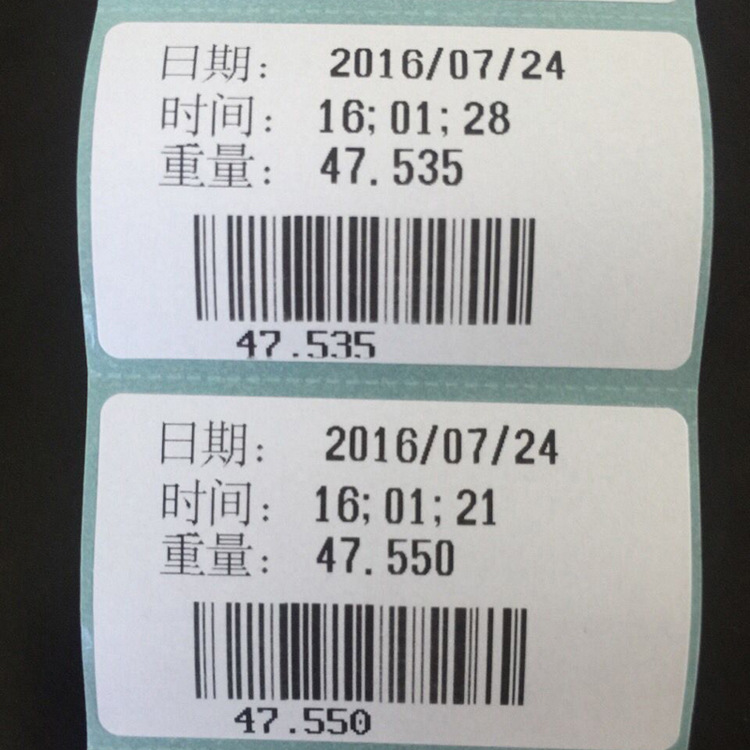 日期： 2016/07/24
时间： 16;01;28
重量： 47.535
47.535
日期： 2016/07/24
时间： 16;01;21
重量： 47.550
47.550